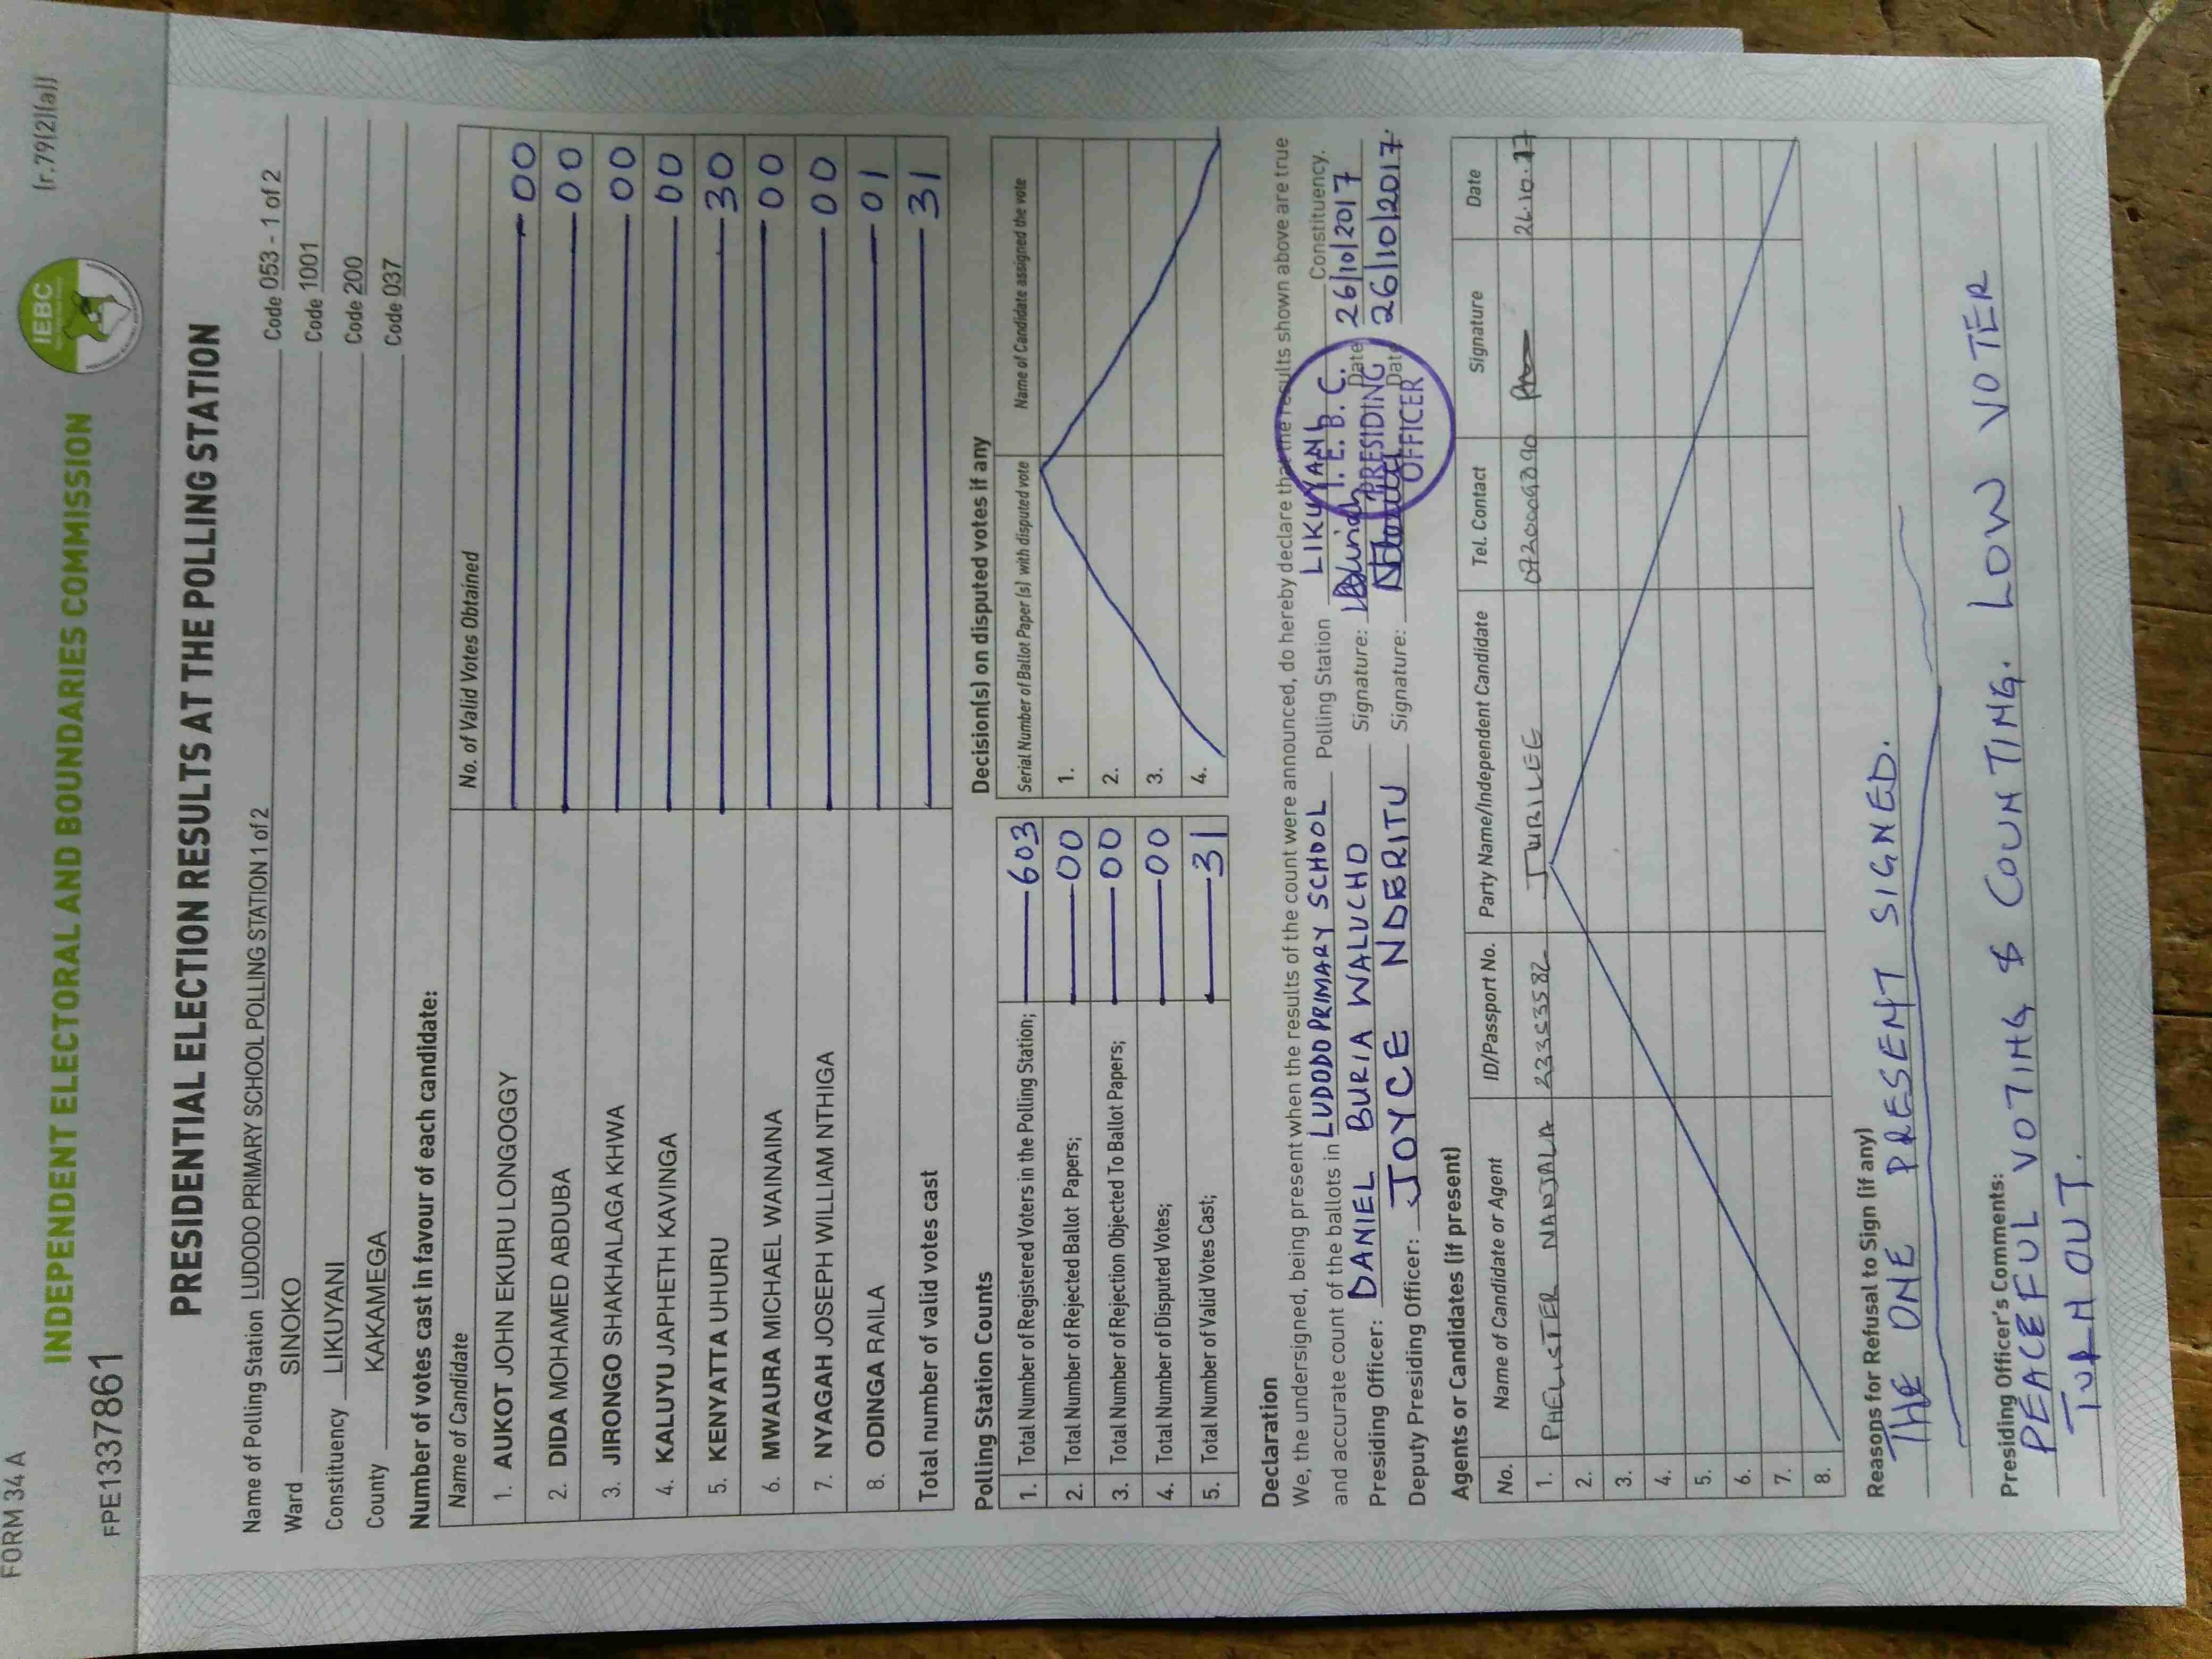 FORM 34 A
(r.79(2)(a))
IEBC
INDEPENDENT ELECTORAL AND BOUNDARIES COMMISSION
FPE1337861
PRESIDENTIAL ELECTION RESULTS AT THE POLLING STATION
Name of Polling Station LUDODO PRIMARY SCHOOL POLLING STATION 1 of 2 Code 053 - 1 of 2
Ward SINOKO Code 1001
Constituency LIKUYANI Code 200
County KAKAMEGA Code 037
Number of votes cast in favour of each candidate:
Name of Candidate No. of Valid Votes Obtained
1. AUKOT JOHN EKURU LONGOGGY 00
2. DIDA MOHAMED ABDUBA 00
3. JIRONGO SHAKHALAGA KHWA 00
4. KALUYU JAPHETH KAVINGA 00
5. KENYATTA UHURU 30
6. MWAURA MICHAEL WAINAINA 00
7. NYAGAH JOSEPH WILLIAM NTHIGA 00
8. ODINGA RAILA 01
Total number of valid votes cast 31
Polling Station Counts
1. Total Number of Registered Voters in the Polling Station; 603
2. Total Number of Rejected Ballot Papers; 00
3. Total Number of Rejection Objected To Ballot Papers; 00
4. Total Number of Disputed Votes; 00
5. Total Number of Valid Votes Cast; 31
Decision(s) on disputed votes if any
Serial Number of Ballot Paper (s) with disputed vote Name of Candidate assigned the vote
1.
2.
3.
4.
Declaration
We, the undersigned, being present when the results of the count were announced, do hereby declare that the results shown above are true
and accurate count of the ballots in LUDODO PRIMARY SCHOOL Polling Station LIKUYANI Constituency.
Presiding Officer: DANIEL BURIA WALUCHO Signature: Date 26/10/2017
Deputy Presiding Officer: JOYCE NDERITU Signature: Date 26/10/2017.
I. E. B. C.
PRESIDING
OFFICER
Agents or Candidates (if present)
No. Name of Candidate or Agent ID/Passport No. Party Name/Independent Candidate Tel. Contact Signature Date
1. PHELISTER NANJALA JUBILEE 26.10.17
2.
3.
4.
5.
6.
7.
8.
Reasons for Refusal to Sign (if any)
THE ONE PRESENT SIGNED.
Presiding Officer's Comments:
PEACEFUL VOTING & COUNTING. LOW VOTER
TURNOUT.